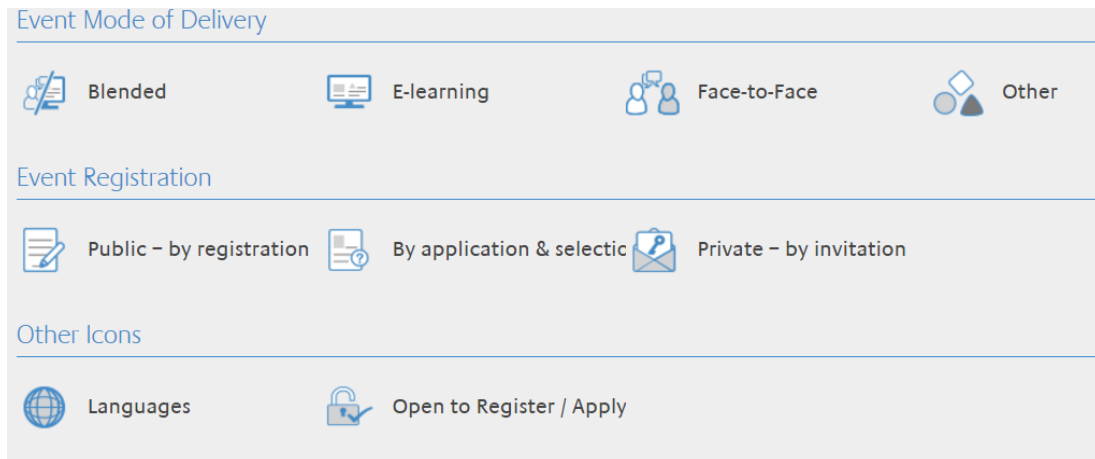 Event Mode of Delivery
Blended E-learning Face-to-Face Other
Event Registration
Public – by registration By application & selectic Private – by invitation
Other Icons
Languages Open to Register / Apply